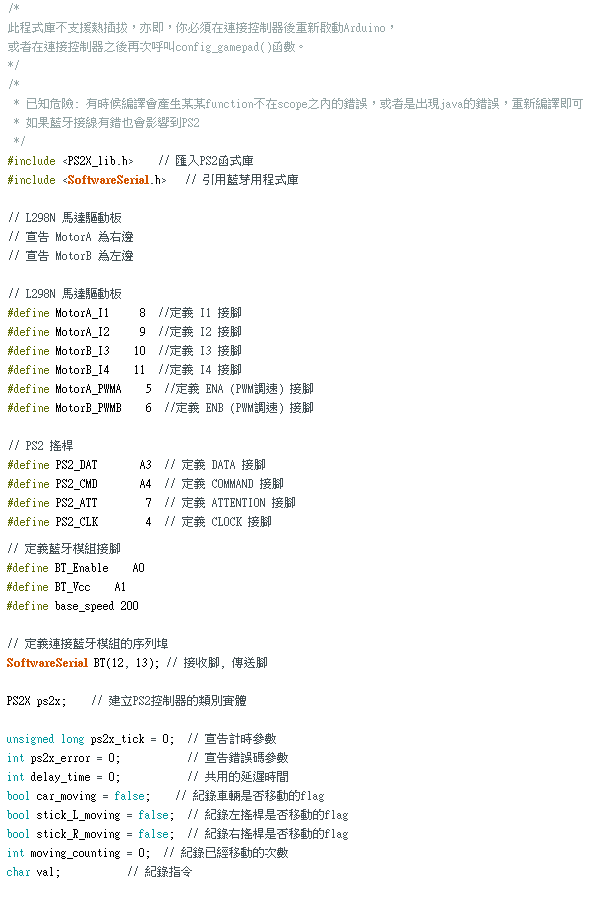 /*
此程式庫不支援熱插拔，亦即，你必須在連接控制器後重新啟動Arduino，
或者在連接控制器之後再次呼叫config_gamepad()函數。
*/
/*
 * 已知危險: 有時候編譯會產生某某function不在scope之內的錯誤，或者是出現java的錯誤，重新編譯即可
 * 如果藍牙接線有錯也會影響到PS2
 */
#include <PS2X_lib.h>    // 匯入PS2函式庫
#include <SoftwareSerial.h>   // 引用藍芽用程式庫

// L298N 馬達驅動板
// 宣告 MotorA 為右邊
// 宣告 MotorB 為左邊

// L298N 馬達驅動板
#define MotorA_I1     8  //定義 I1 接腳
#define MotorA_I2     9  //定義 I2 接腳
#define MotorB_I3    10  //定義 I3 接腳
#define MotorB_I4    11  //定義 I4 接腳
#define MotorA_PWMA    5  //定義 ENA (PWM調速) 接腳
#define MotorB_PWMB    6  //定義 ENB (PWM調速) 接腳

// PS2 搖桿
#define PS2_DAT       A3  // 定義 DATA 接腳
#define PS2_CMD       A4  // 定義 COMMAND 接腳
#define PS2_ATT        7  // 定義 ATTENTION 接腳
#define PS2_CLK        4  // 定義 CLOCK 接腳
// 定義藍牙模組接腳
#define BT_Enable    A0
#define BT_Vcc    A1
#define base_speed 200

// 定義連接藍牙模組的序列埠
SoftwareSerial BT(12, 13); // 接收腳, 傳送腳

PS2X ps2x;    // 建立PS2控制器的類別實體

unsigned long ps2x_tick = 0;  // 宣告計時參數
int ps2x_error = 0;           // 宣告錯誤碼參數
int delay_time = 0;           // 共用的延遲時間
bool car_moving = false;    // 紀錄車輛是否移動的flag
bool stick_L_moving = false;  // 紀錄左搖桿是否移動的flag
bool stick_R_moving = false;  // 紀錄右搖桿是否移動的flag
int moving_counting = 0;  // 紀錄已經移動的次數
char val;           // 紀錄指令